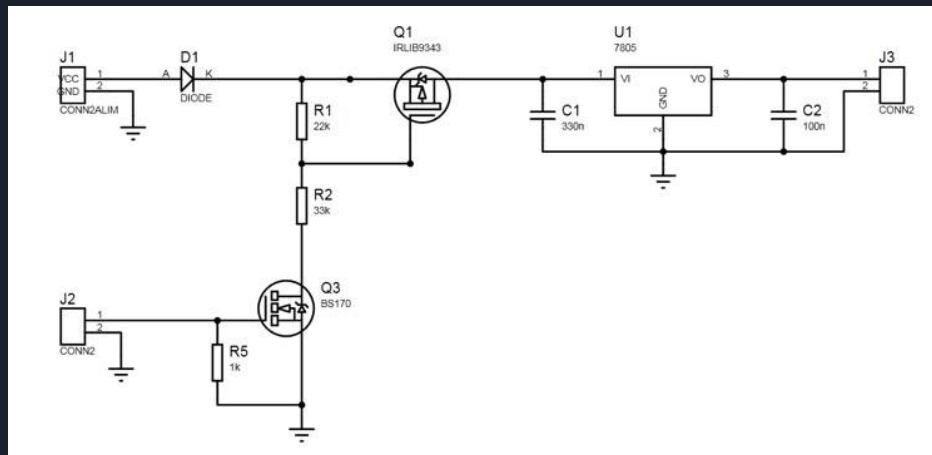 J1
VCC
GND
1
2
CONN2ALIM
D1
A
K
DIODE
R1
22k
R2
33k
Q1
IRLIB9343
C1
330n
U1
7805
1
VI
VO
3
GND
2
C2
100n
J3
1
2
CONN2
J2
1
2
CONN2
R5
1k
Q3
BS170